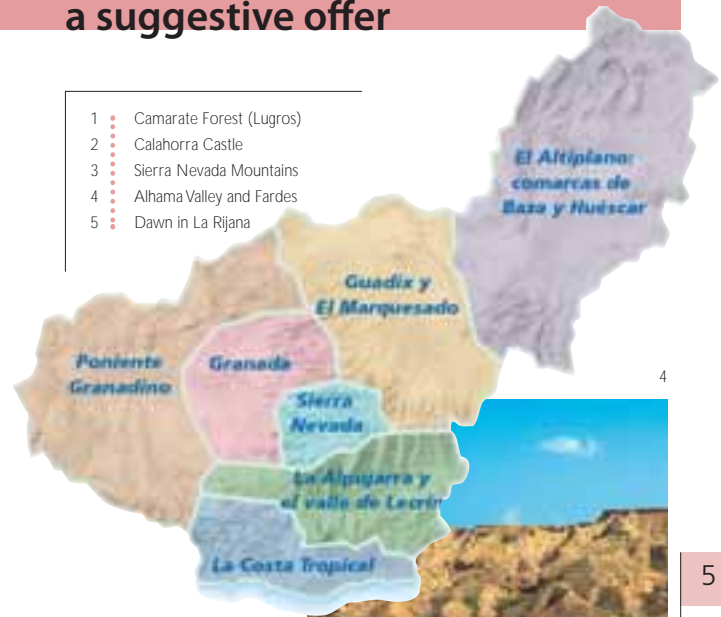 a suggestive offer
1 Camarate Forest (Lugros)
2 Calahorra Castle
3 Sierra Nevada Mountains
4 Alhama Valley and Fardes
5 Dawn in La Rijana
El Altiplano:
comarcas de
Baza y Huéscar
Guadix y
El Marquesado
Poniente
Granadino
Granada
Sierra
Nevada
La Alpujarra y
el valle de Lecrín
La Costa Tropical
4
5